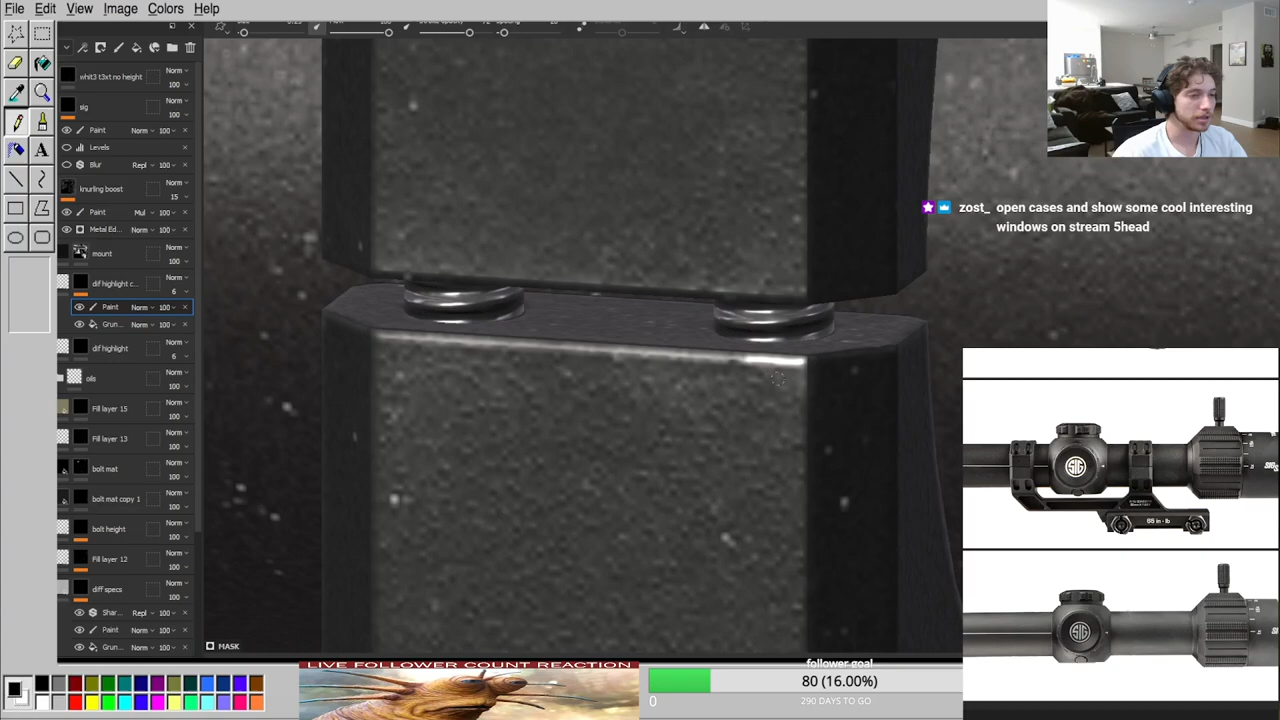 File Edit View Image Colors Help
whit3 t3xt no height Norm 100
sig Norm 100
Paint Norm 100
Levels
Blur Repl 100
knurling boost Norm 15
Paint Mul 100
Metal Ed... Norm 100
mount Norm 100
dif highlight c... Norm 6
Paint Norm 100
Grun... Norm 100
dif highlight Norm 6
oils Norm 100
Fill layer 15 Norm 100
Fill layer 13 Norm 100
bolt mat Norm 100
bolt mat copy 1 Norm 100
bolt height Norm 100
Fill layer 12 Norm 100
diff specs Norm 100
Shar... Repl 100
Paint Norm 100
Grun... Norm 100
MASK
zost_ open cases and show some cool interesting
windows on stream 5head
SIG
65 in - lb
SIG
LIVE FOLLOWER COUNT REACTION
follower goal
80 (16.00%)
0
290 DAYS TO GO